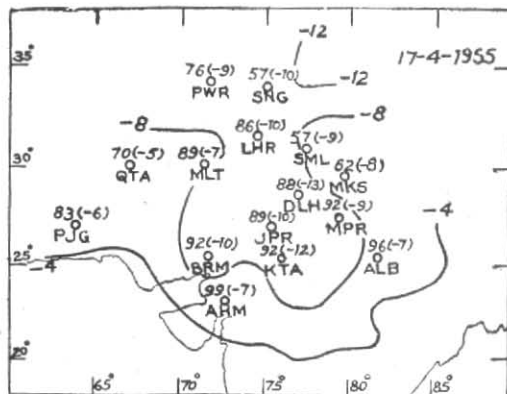 -12
35°
17-4-1955
76(-9)
PWR
57(-10)
SNG
-12
-8
-8
86(-10)
LHR
57(-9)
SML
30°
70(-5)
QTA
89(-7)
MLT
62(-8)
MKS
88(-13)
DLH
92(-9)
MPR
-4
83(-6)
PJG
89(-10)
JPR
25°
-4
92(-10)
BRM
92(-12)
KTA
96(-7)
ALB
99(-7)
AHM
20°
65° 70° 75° 80° 85°